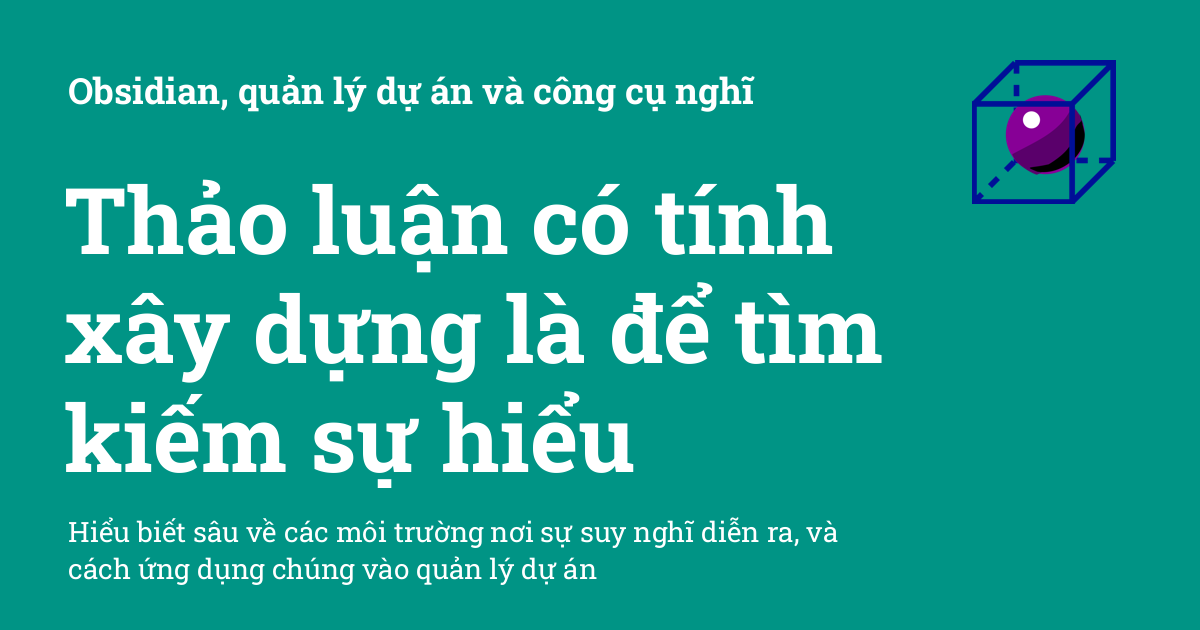 Obsidian, quản lý dự án và công cụ nghĩ
Thảo luận có tính
xây dựng là để tìm
kiếm sự hiểu
Hiểu biết sâu về các môi trường nơi sự suy nghĩ diễn ra, và
cách ứng dụng chúng vào quản lý dự án